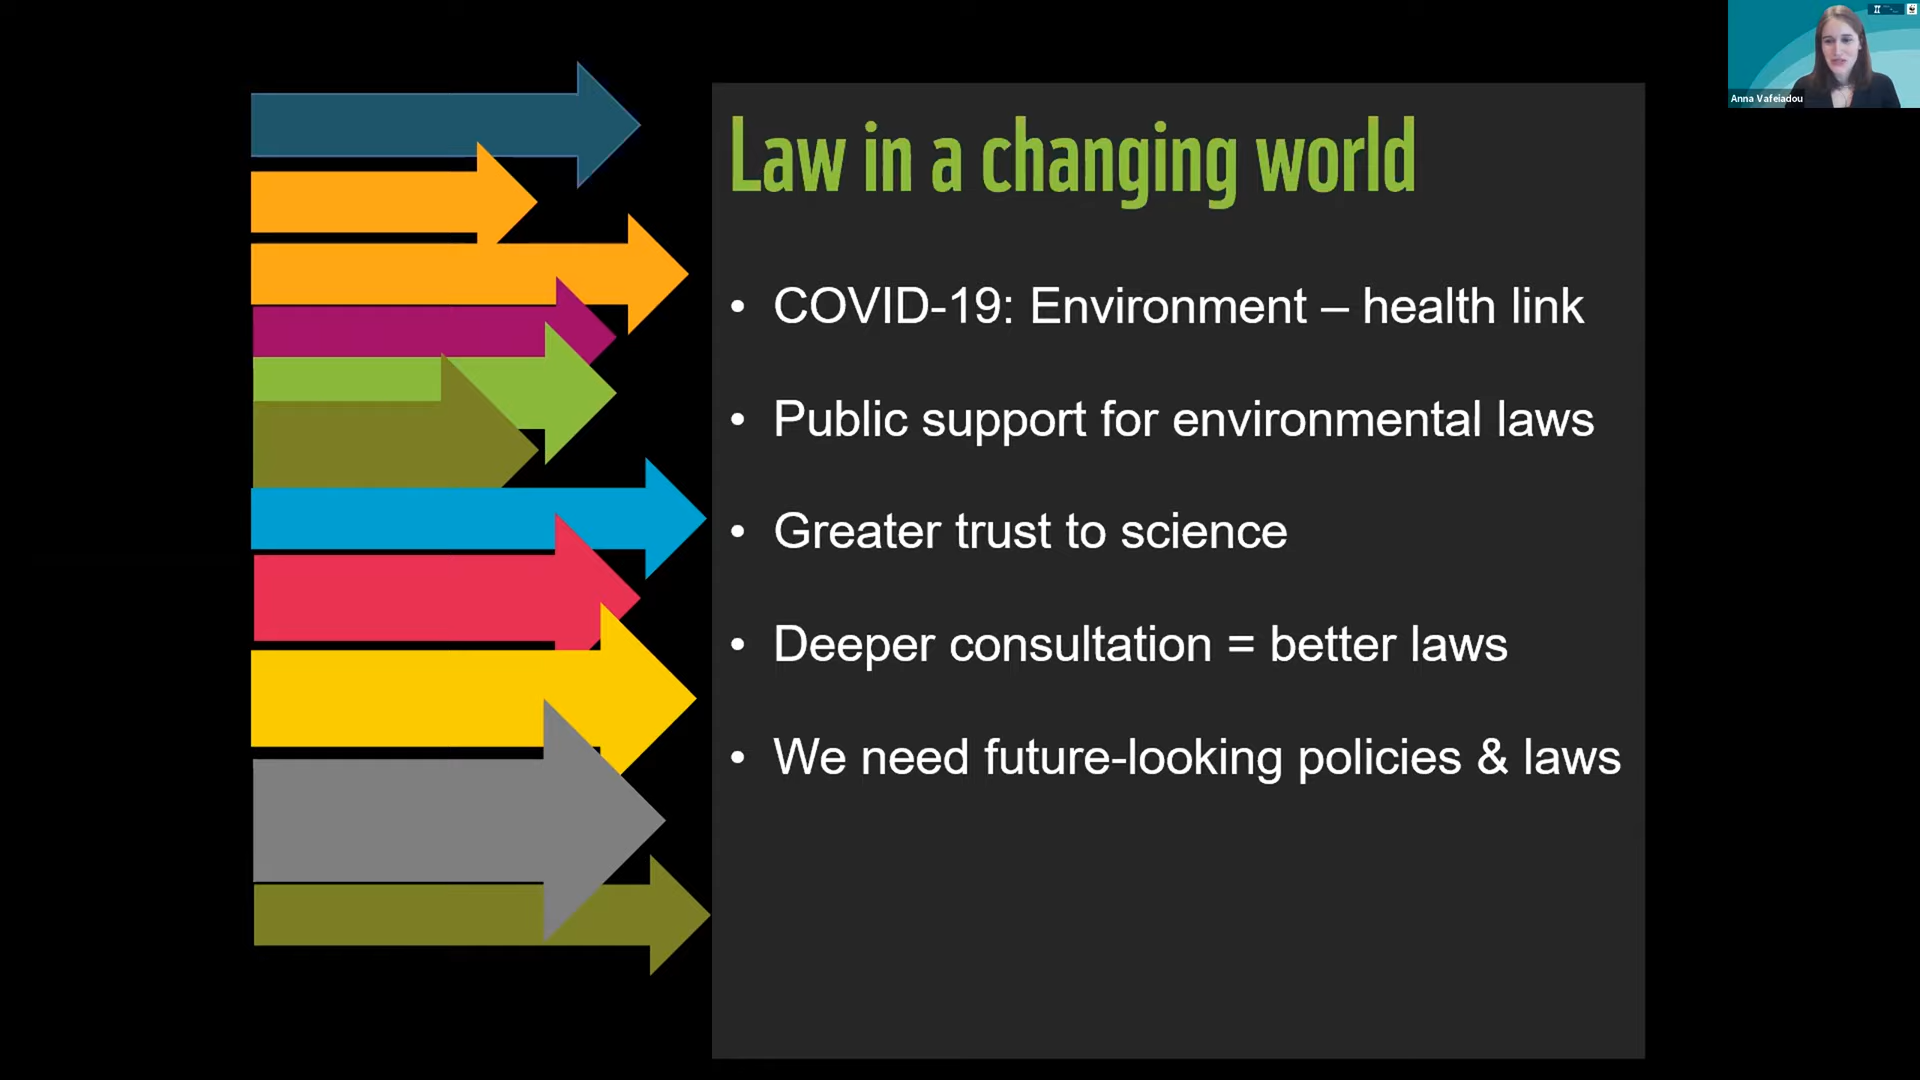 Anna Vafeiadou
Law in a changing world
• COVID-19: Environment – health link
• Public support for environmental laws
• Greater trust to science
• Deeper consultation = better laws
• We need future-looking policies & laws